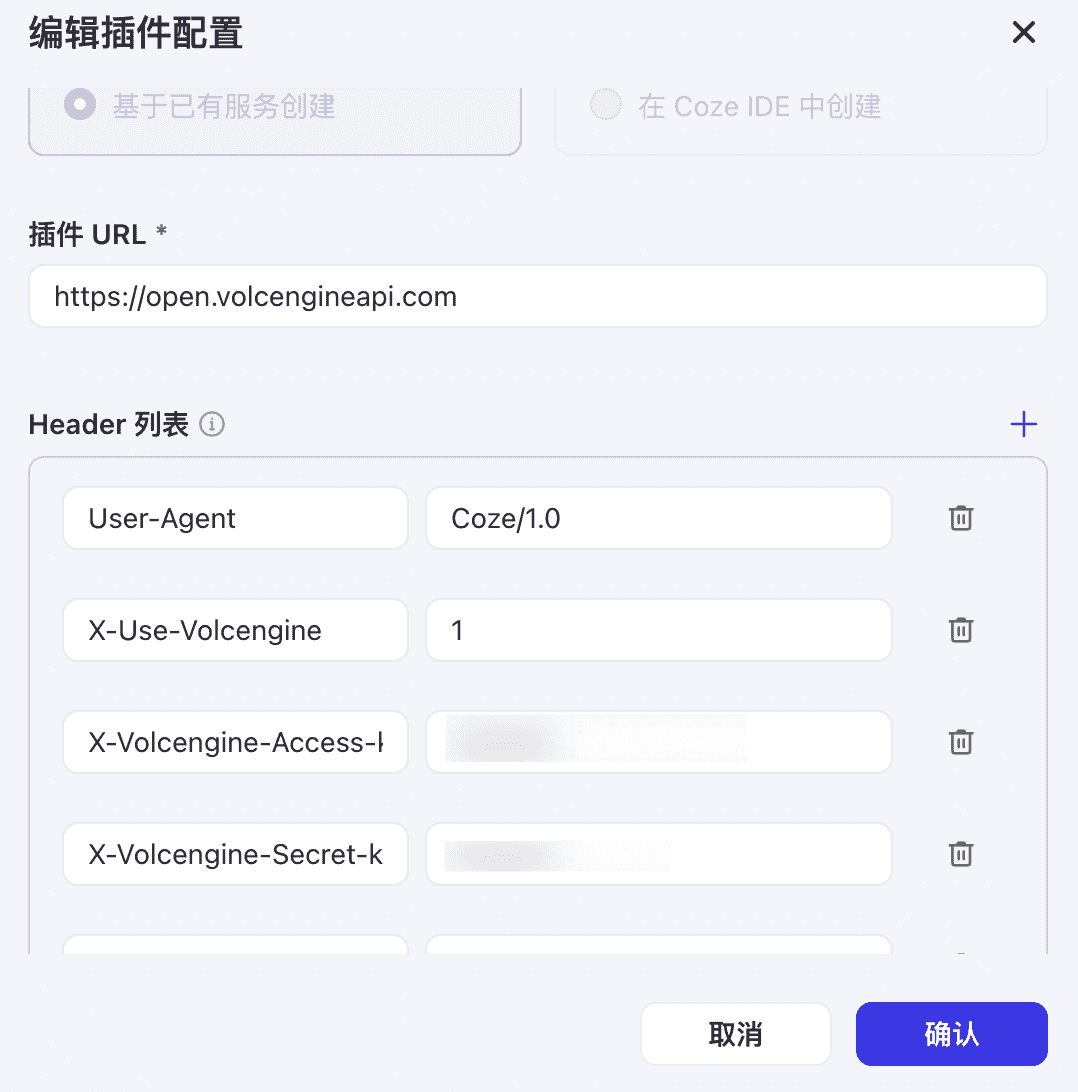 编辑插件配置
基于已有服务创建
在 Coze IDE 中创建
插件 URL *
https://open.volcengineapi.com
Header 列表
User-Agent
Coze/1.0
X-Use-Volcengine
1
X-Volcengine-Access-
X-Volcengine-Secret-k
取消
确认